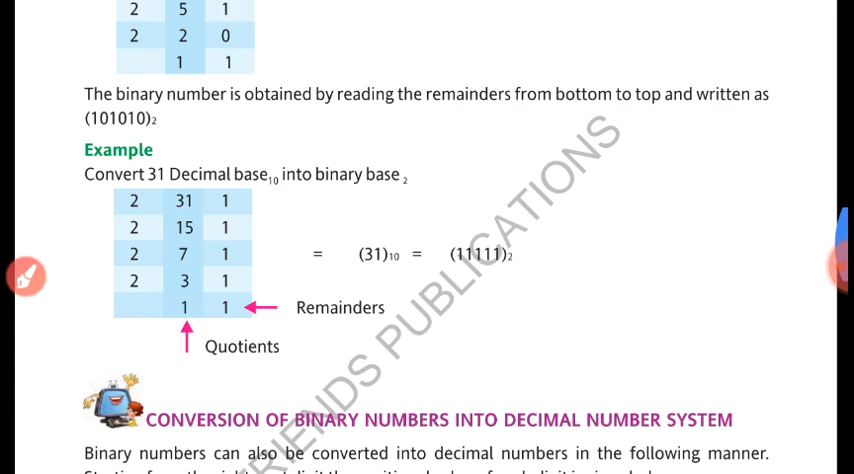 2 5 1
2 2 0
1 1
The binary number is obtained by reading the remainders from bottom to top and written as
(101010)₂
Example
Convert 31 Decimal base₁₀ into binary base ₂
2 31 1
2 15 1
2 7 1 = (31)₁₀ = (11111)₂
2 3 1
1 1 Remainders
Quotients
RIENDS PUBLICATIONS
CONVERSION OF BINARY NUMBERS INTO DECIMAL NUMBER SYSTEM
Binary numbers can also be converted into decimal numbers in the following manner.